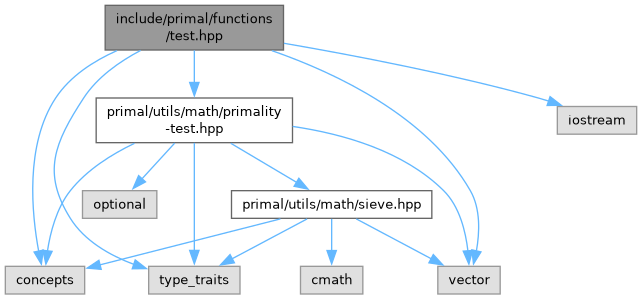 include/primal/functions
/test.hpp
primal/utils/math/primality
-test.hpp
iostream
optional
primal/utils/math/sieve.hpp
concepts
type_traits
cmath
vector